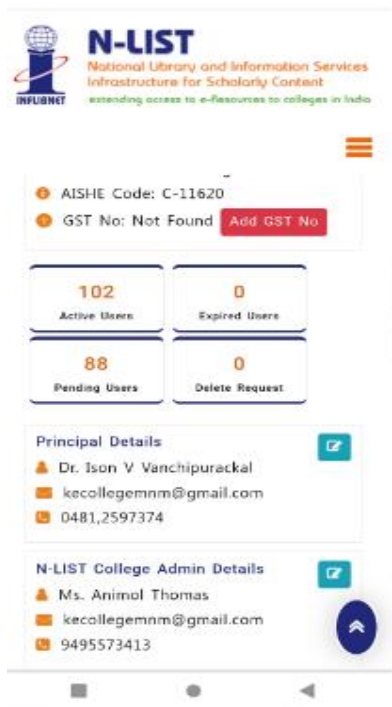 N-LIST
National Library and Information Services
Infrastructure for Scholarly Content
extending access to e-Resources to colleges in India
INFLIBNET
AISHE Code: C-11620
GST No: Not Found Add GST No
102
Active Users
0
Expired Users
88
Pending Users
0
Delete Request
Principal Details
Dr. Ison V Vanchipurackal
kecollegemnm@gmail.com
0481,2597374
N-LIST College Admin Details
Ms. Animol Thomas
kecollegemnm@gmail.com
9495573413